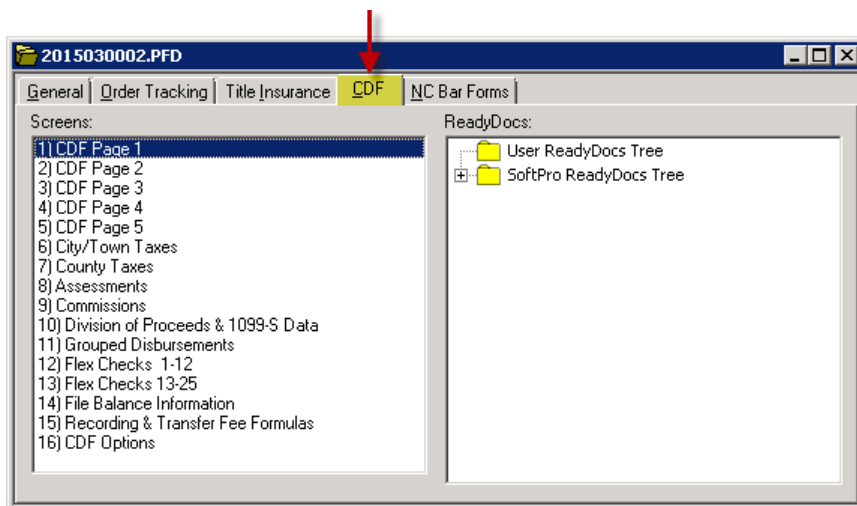 2015030002.PFD
General Order Tracking Title Insurance CDF NC Bar Forms
Screens:
1) CDF Page 1
2) CDF Page 2
3) CDF Page 3
4) CDF Page 4
5) CDF Page 5
6) City/Town Taxes
7) County Taxes
8) Assessments
9) Commissions
10) Division of Proceeds & 1099-S Data
11) Grouped Disbursements
12) Flex Checks 1-12
13) Flex Checks 13-25
14) File Balance Information
15) Recording & Transfer Fee Formulas
16) CDF Options
ReadyDocs:
User ReadyDocs Tree
SoftPro ReadyDocs Tree